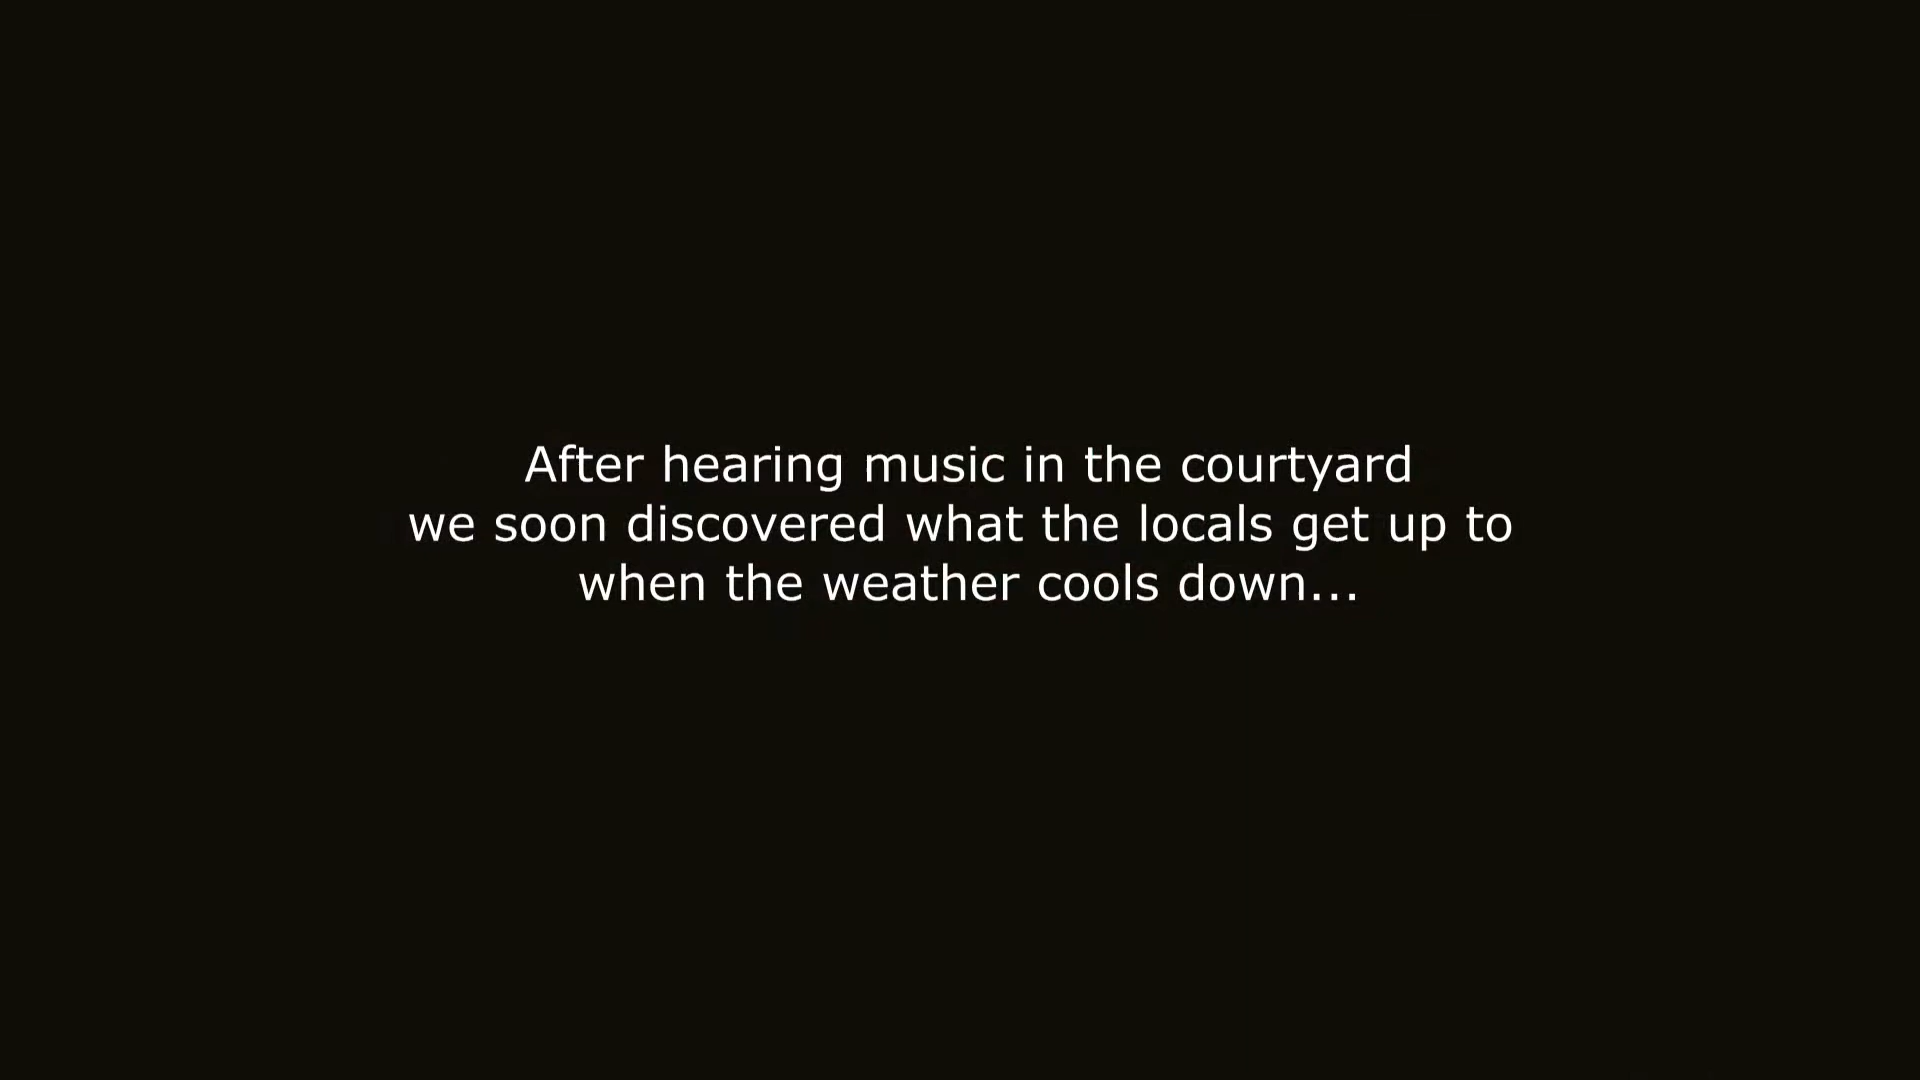 After hearing music in the courtyard
we soon discovered what the locals get up to
when the weather cools down...